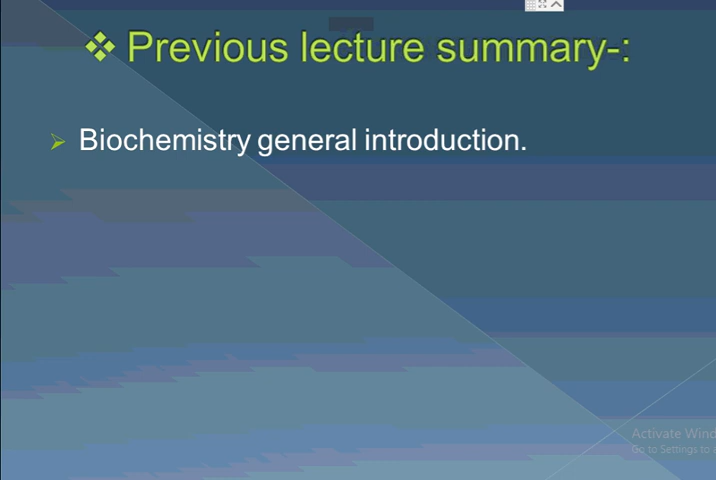 ❖ Previous lecture summary-:
➢ Biochemistry general introduction.
Activate Wind
Go to Settings to a